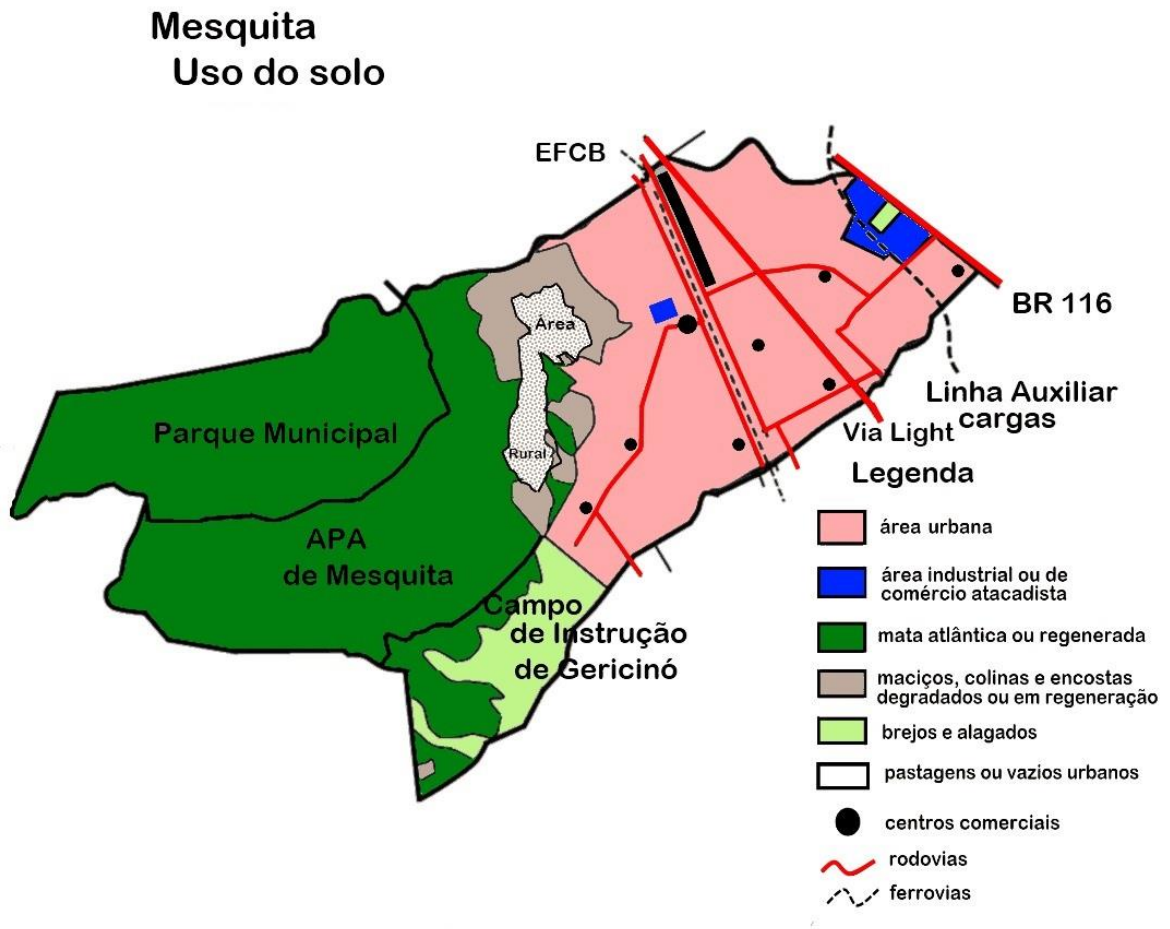 Mesquita
Uso do solo
EFCB
BR 116
Área
Linha Auxiliar
cargas
Parque Municipal
Via Light
Rural
Legenda
área urbana
APA
de Mesquita
área industrial ou de
comércio atacadista
Campo
de Instrução
de Gericinó
mata atlântica ou regenerada
maciços, colinas e encostas
degradados ou em regeneração
brejos e alagados
pastagens ou vazios urbanos
centros comerciais
rodovias
ferrovias